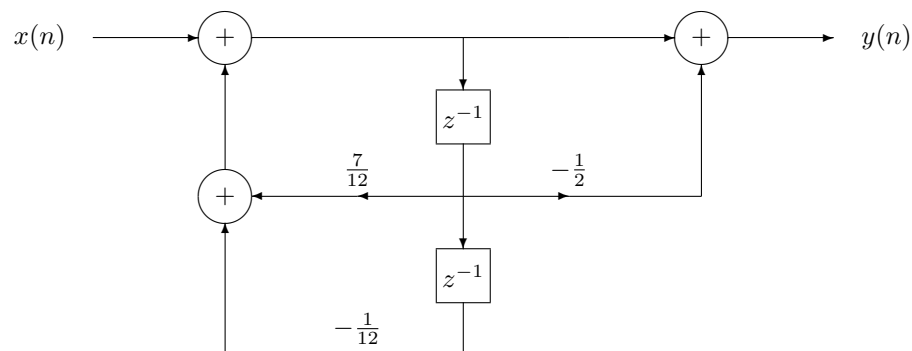 x(n) + + y(n)
z^{-1}
7/12 -1/2
+
z^{-1}
-1/12